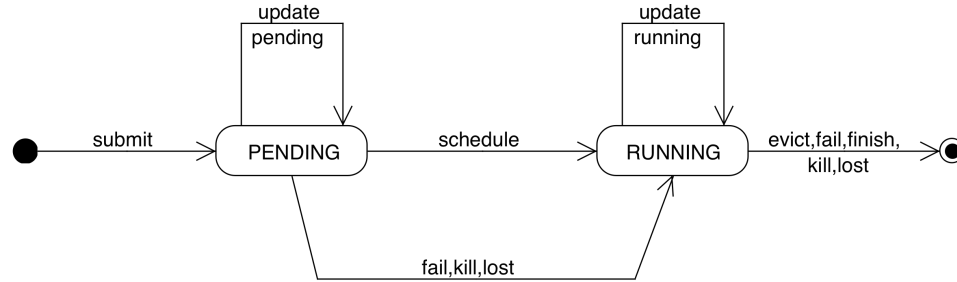 update
pending
update
running
submit
PENDING
schedule
RUNNING
evict,fail,finish,
kill,lost
fail,kill,lost